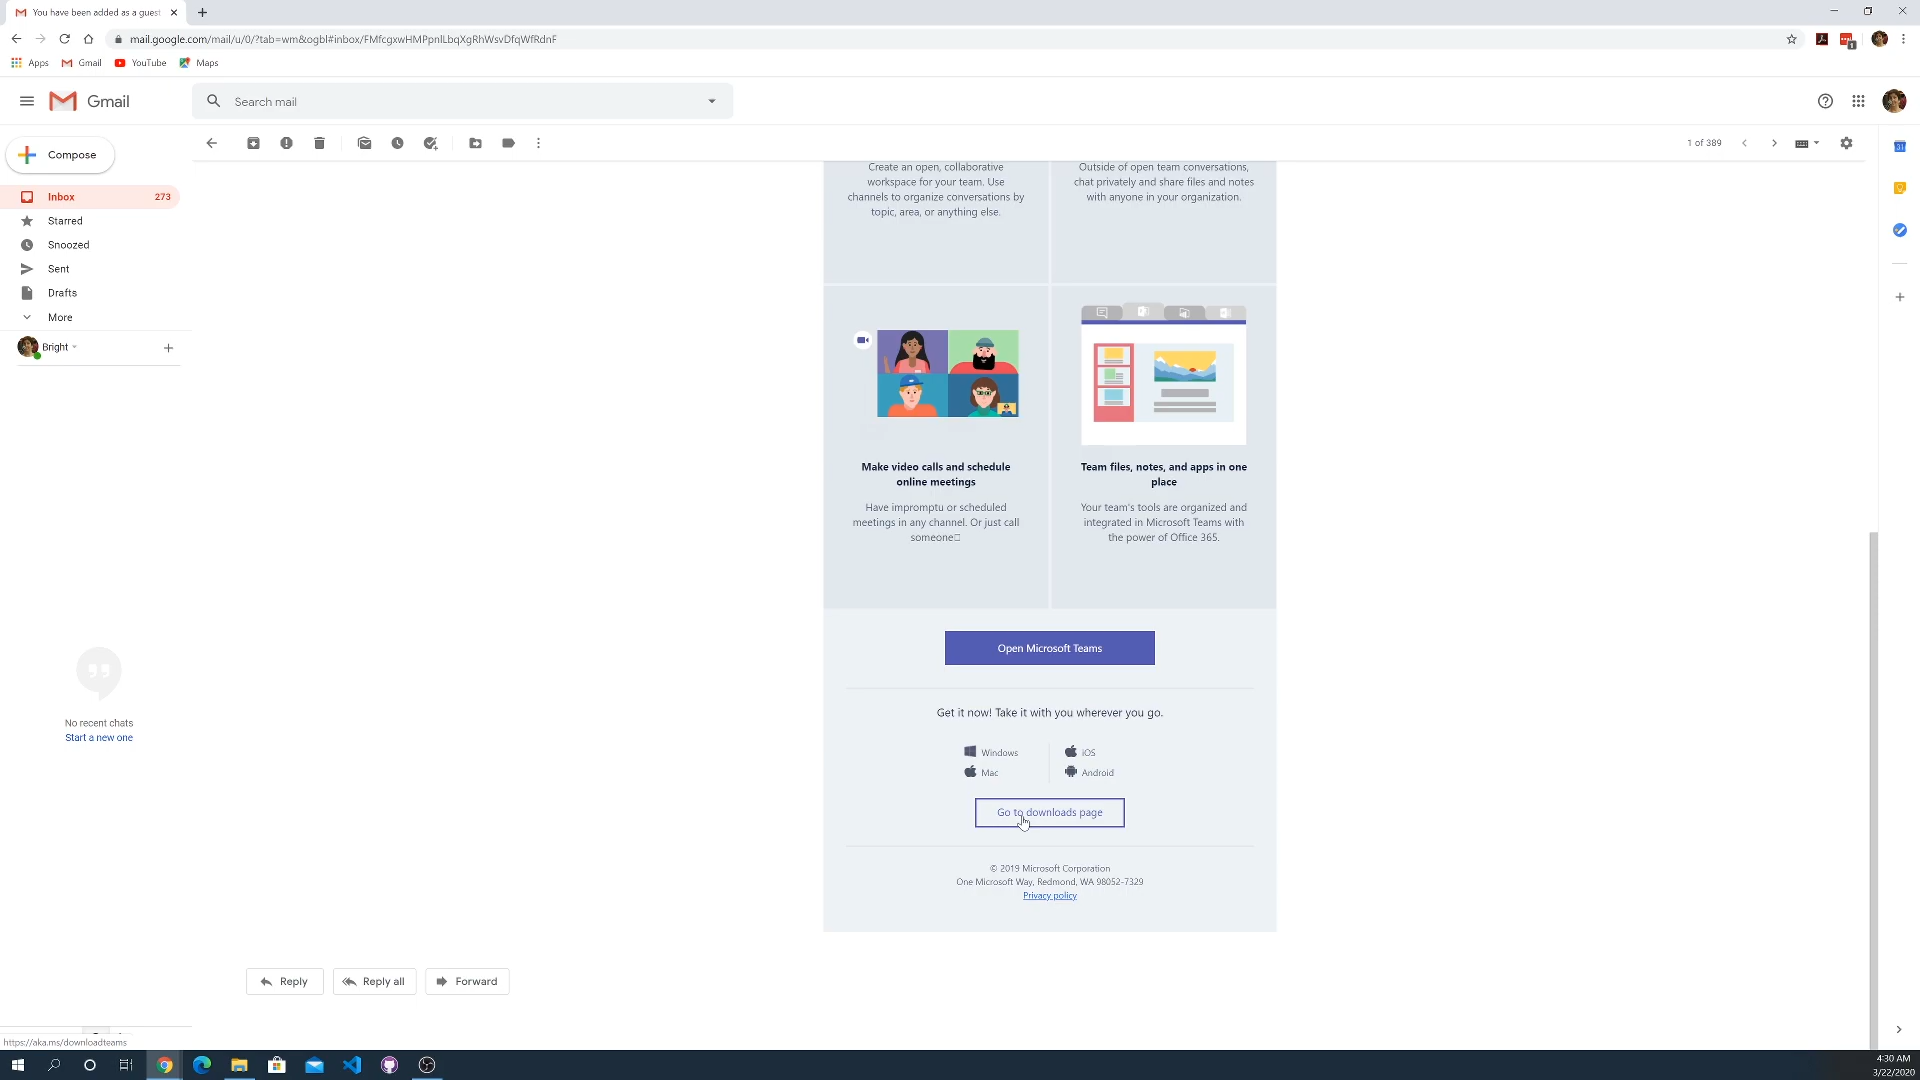 You have been added as a guest
mail.google.com/mail/u/0/?tab=wm&ogbl#inbox/FMfcgxwHMPpnlLbqXgRhWsvDfqWfRdnF
Apps
Gmail
YouTube
Maps
Gmail
Search mail
Compose
1 of 389
31
Inbox 273
Starred
Snoozed
Sent
Drafts
More
Bright
No recent chats
Start a new one
Create an open, collaborative
workspace for your team. Use
channels to organize conversations by
topic, area, or anything else.
Outside of open team conversations,
chat privately and share files and notes
with anyone in your organization.
Make video calls and schedule
online meetings
Have impromptu or scheduled
meetings in any channel. Or just call
someone
Team files, notes, and apps in one
place
Your team's tools are organized and
integrated in Microsoft Teams with
the power of Office 365.
Open Microsoft Teams
Get it now! Take it with you wherever you go.
Windows
iOS
Mac
Android
Go to downloads page
© 2019 Microsoft Corporation
One Microsoft Way, Redmond, WA 98052-7329
Privacy policy
Reply
Reply all
Forward
https://aka.ms/downloadteams
4:30 AM
3/22/2020